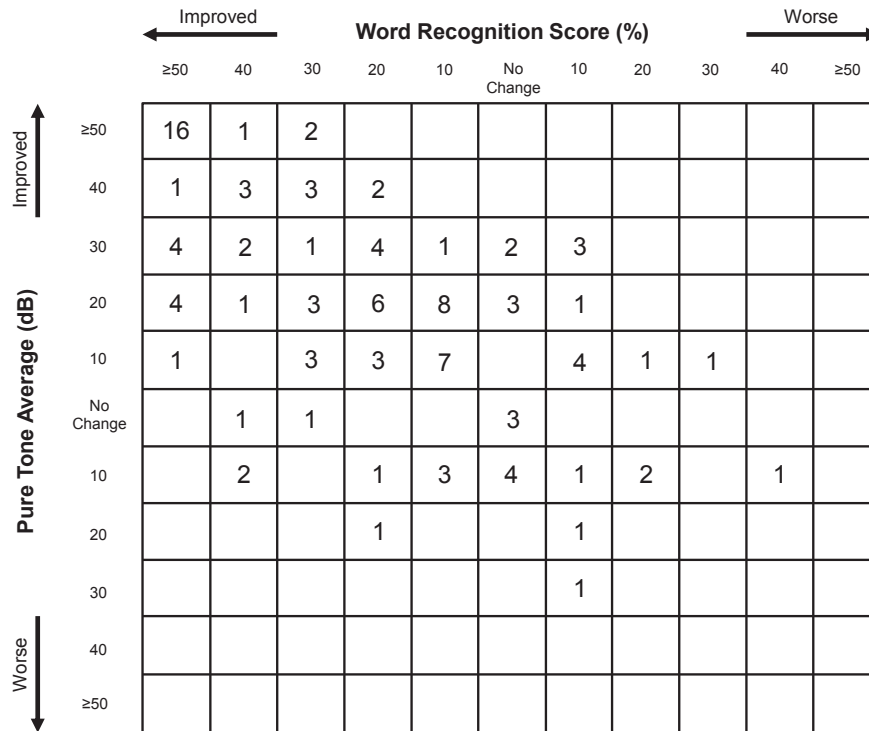 Improved
Word Recognition Score (%)
Worse
≥50 40 30 20 10 No Change 10 20 30 40 ≥50
Improved
Pure Tone Average (dB)
Worse
≥50 16 1 2
40 1 3 3 2
30 4 2 1 4 1 2 3
20 4 1 3 6 8 3 1
10 1 3 3 7 4 1 1
No Change 1 1 3
10 2 1 3 4 1 2 1
20 1 1
30 1
40
≥50